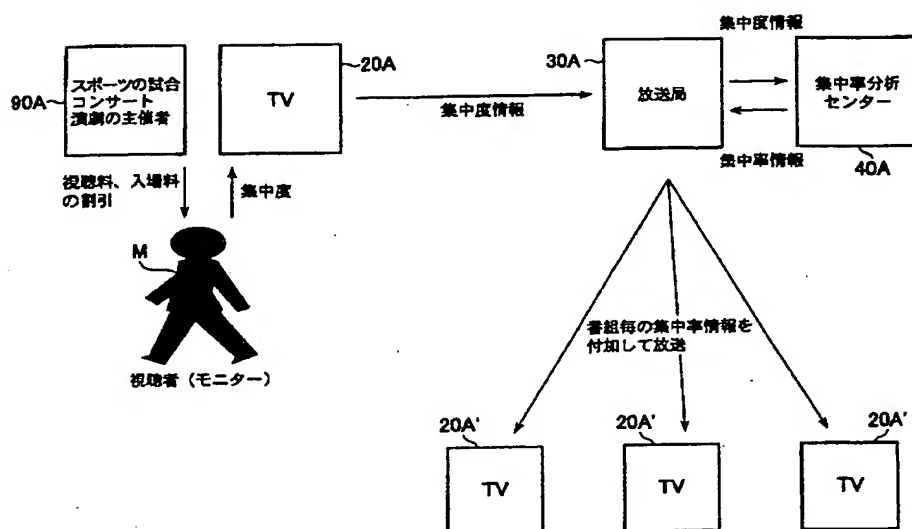 集中度情報
90A
スポーツの試合
コンサート
演劇の主催者
20A
TV
集中度情報
30A
放送局
集中率分析
センター
集中率情報
40A
視聴料、入場料
の割引
集中度
M
視聴者（モニター）
番組毎の集中率情報を
付加して放送
20A'
TV
20A'
TV
20A'
TV